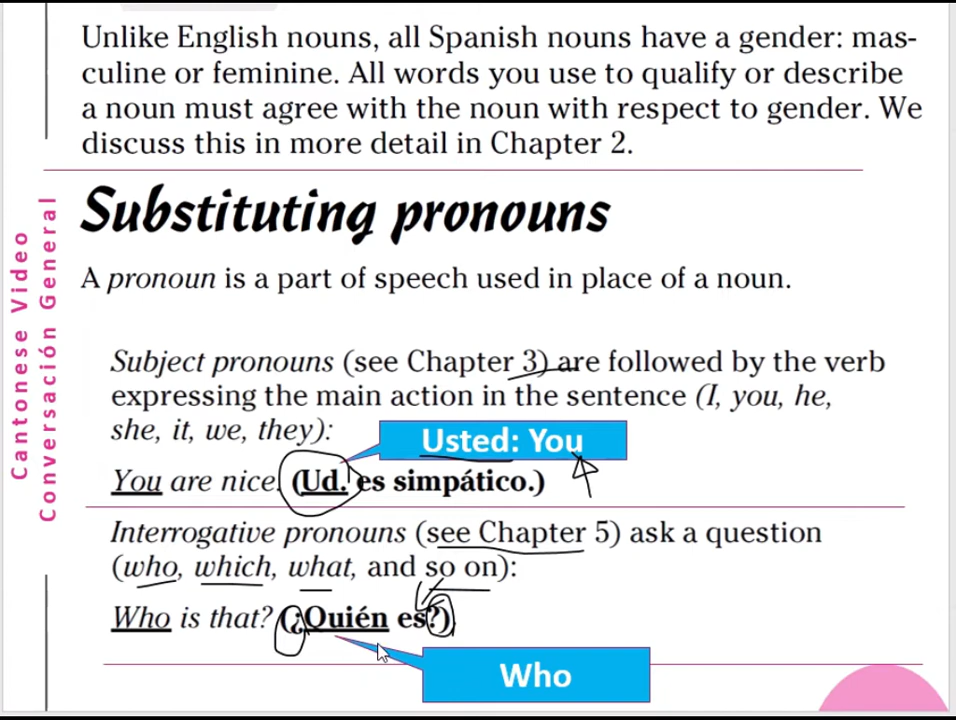 Unlike English nouns, all Spanish nouns have a gender: mas-
culine or feminine. All words you use to qualify or describe
a noun must agree with the noun with respect to gender. We
discuss this in more detail in Chapter 2.
Substituting pronouns
A pronoun is a part of speech used in place of a noun.
Subject pronouns (see Chapter 3) are followed by the verb
expressing the main action in the sentence (I, you, he,
she, it, we, they):
Usted: You
You are nice. (Ud. es simpático.)
Interrogative pronouns (see Chapter 5) ask a question
(who, which, what, and so on):
Who is that? (¿Quién es?)
Who
Cantonese Video
Conversación General